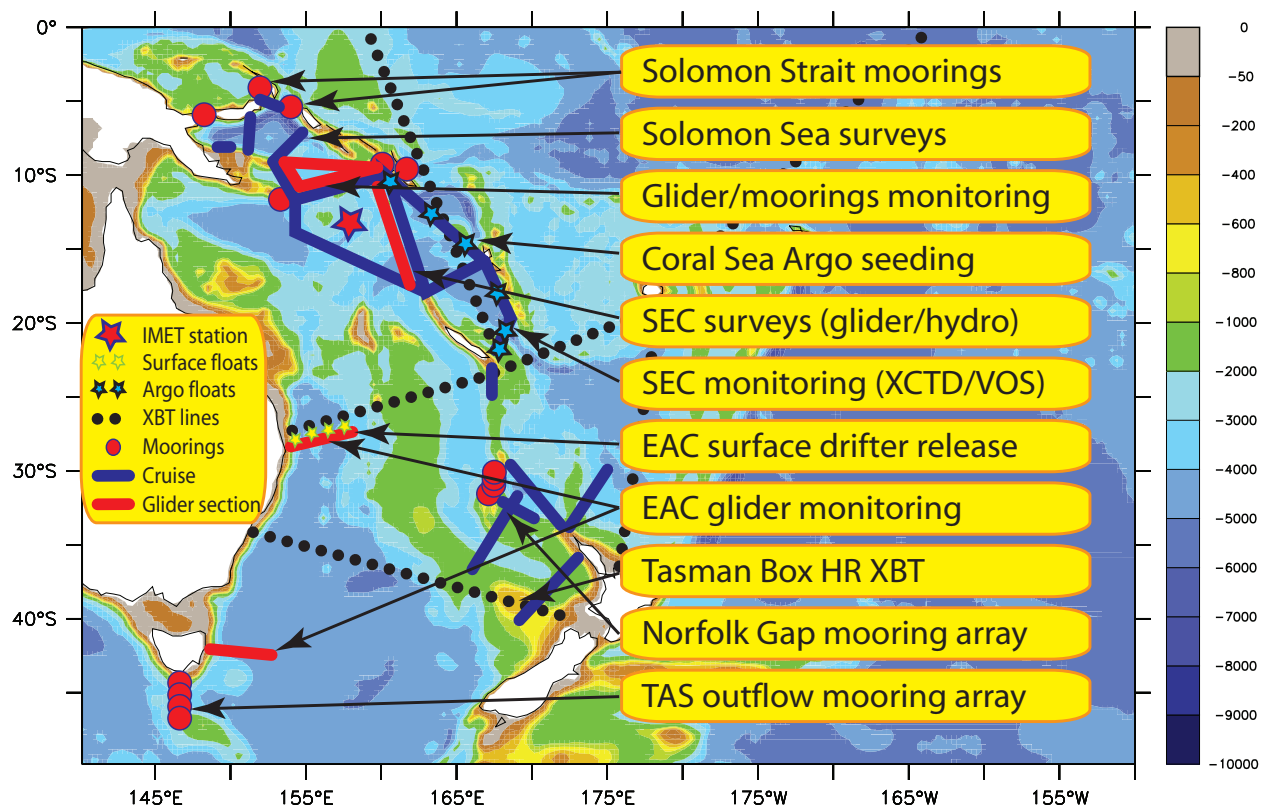 0°
10°S
20°S
30°S
40°S
145°E
155°E
165°E
175°E
175°W
165°W
155°W
Solomon Strait moorings
Solomon Sea surveys
Glider/moorings monitoring
Coral Sea Argo seeding
SEC surveys (glider/hydro)
SEC monitoring (XCTD/VOS)
EAC surface drifter release
EAC glider monitoring
Tasman Box HR XBT
Norfolk Gap mooring array
TAS outflow mooring array
IMET station
Surface floats
Argo floats
XBT lines
Moorings
Cruise
Glider section
0
-50
-200
-400
-600
-800
-1000
-2000
-3000
-4000
-5000
-6000
-7000
-8000
-9000
-10000